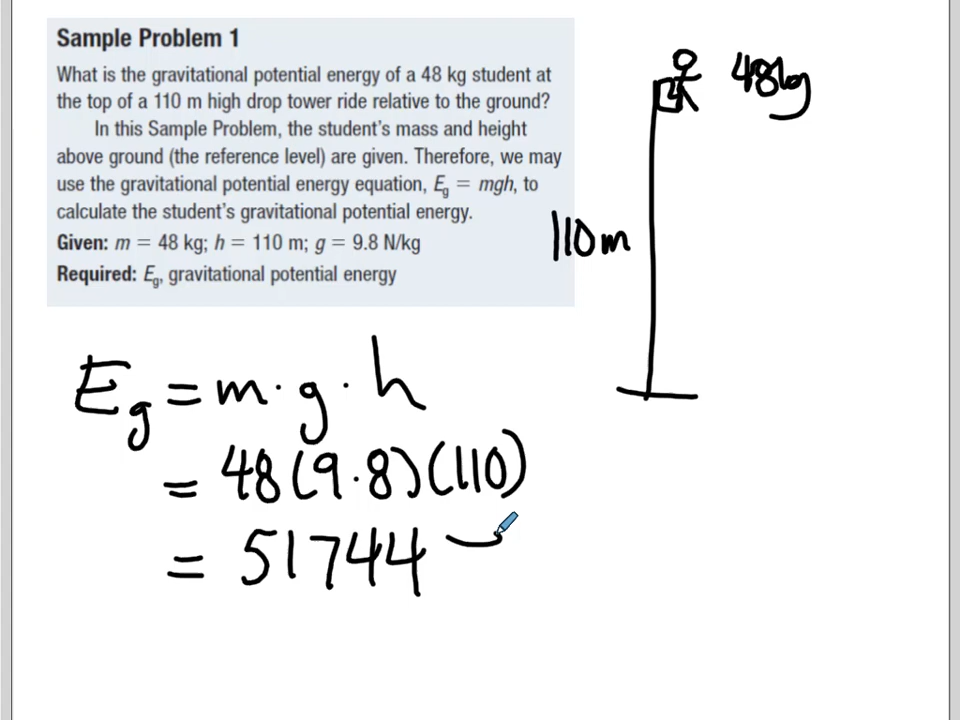 Sample Problem 1
What is the gravitational potential energy of a 48 kg student at
the top of a 110 m high drop tower ride relative to the ground?
In this Sample Problem, the student's mass and height
above ground (the reference level) are given. Therefore, we may
use the gravitational potential energy equation, Eg = mgh, to
calculate the student's gravitational potential energy.
Given: m = 48 kg; h = 110 m; g = 9.8 N/kg
Required: Eg, gravitational potential energy
48kg
110m
Eg = m · g · h
= 48(9.8)(110)
= 51744